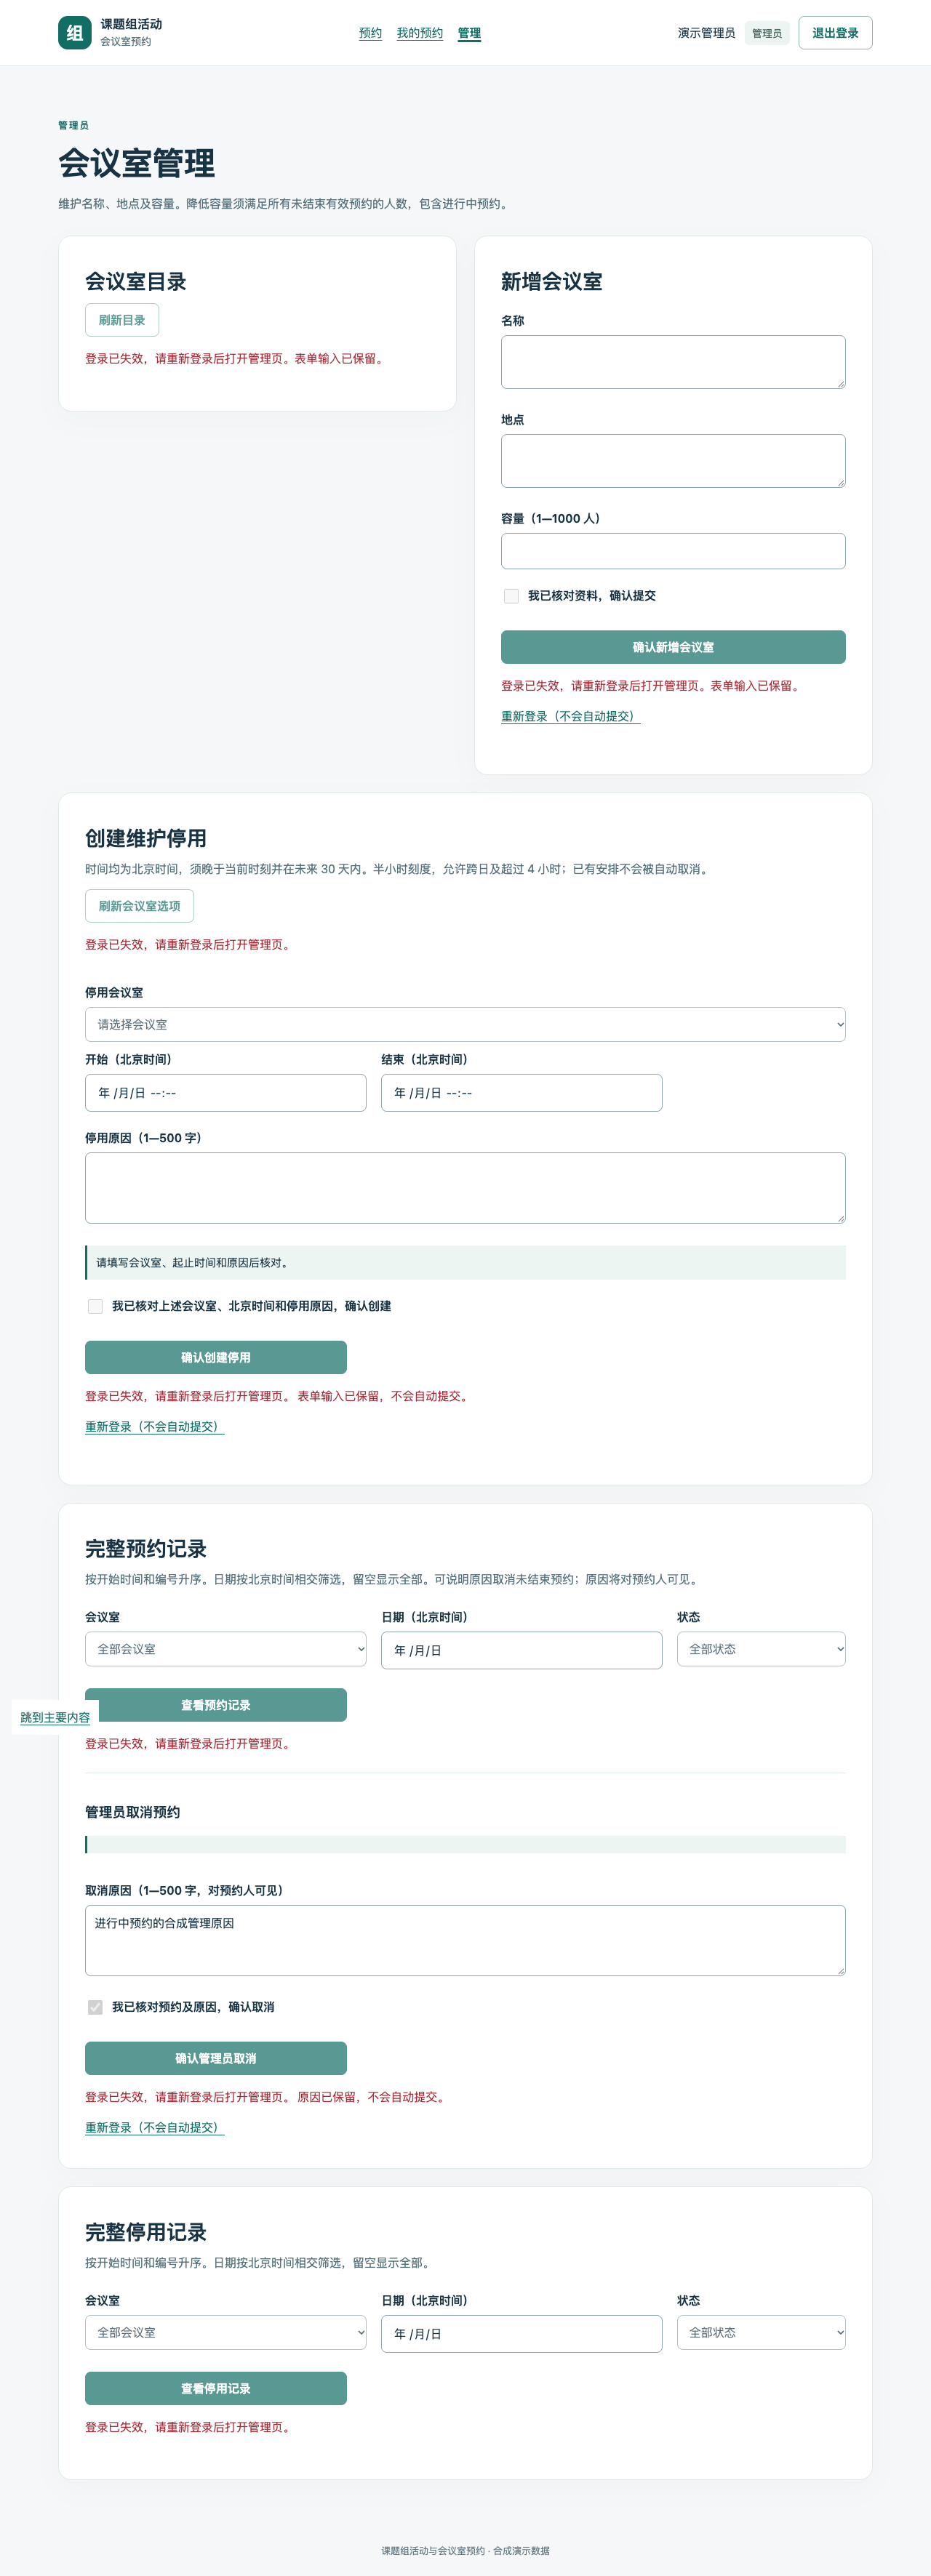 组
课题组活动
会议室预约
预约 我的预约 管理
演示管理员 管理员 退出登录
管理员
会议室管理
维护名称、地点及容量。降低容量须满足所有未结束有效预约的人数，包含进行中预约。
会议室目录
刷新目录
登录已失效，请重新登录后打开管理页。表单输入已保留。
新增会议室
名称
地点
容量（1—1000 人）
我已核对资料，确认提交
确认新增会议室
登录已失效，请重新登录后打开管理页。表单输入已保留。
重新登录（不会自动提交）
创建维护停用
时间均为北京时间，须晚于当前时刻并在未来 30 天内。半小时刻度，允许跨日及超过 4 小时；已有安排不会被自动取消。
刷新会议室选项
登录已失效，请重新登录后打开管理页。
停用会议室
请选择会议室
开始（北京时间） 结束（北京时间）
年 /月/日 --:-- 年 /月/日 --:--
停用原因（1—500 字）
请填写会议室、起止时间和原因后核对。
我已核对上述会议室、北京时间和停用原因，确认创建
确认创建停用
登录已失效，请重新登录后打开管理页。 表单输入已保留，不会自动提交。
重新登录（不会自动提交）
完整预约记录
按开始时间和编号升序。日期按北京时间相交筛选，留空显示全部。可说明原因取消未结束预约；原因将对预约人可见。
会议室 日期（北京时间） 状态
全部会议室 年 /月/日 全部状态
查看预约记录
跳到主要内容
登录已失效，请重新登录后打开管理页。
管理员取消预约
取消原因（1—500 字，对预约人可见）
进行中预约的合成管理原因
我已核对预约及原因，确认取消
确认管理员取消
登录已失效，请重新登录后打开管理页。 原因已保留，不会自动提交。
重新登录（不会自动提交）
完整停用记录
按开始时间和编号升序。日期按北京时间相交筛选，留空显示全部。
会议室 日期（北京时间） 状态
全部会议室 年 /月/日 全部状态
查看停用记录
登录已失效，请重新登录后打开管理页。
课题组活动与会议室预约 · 合成演示数据